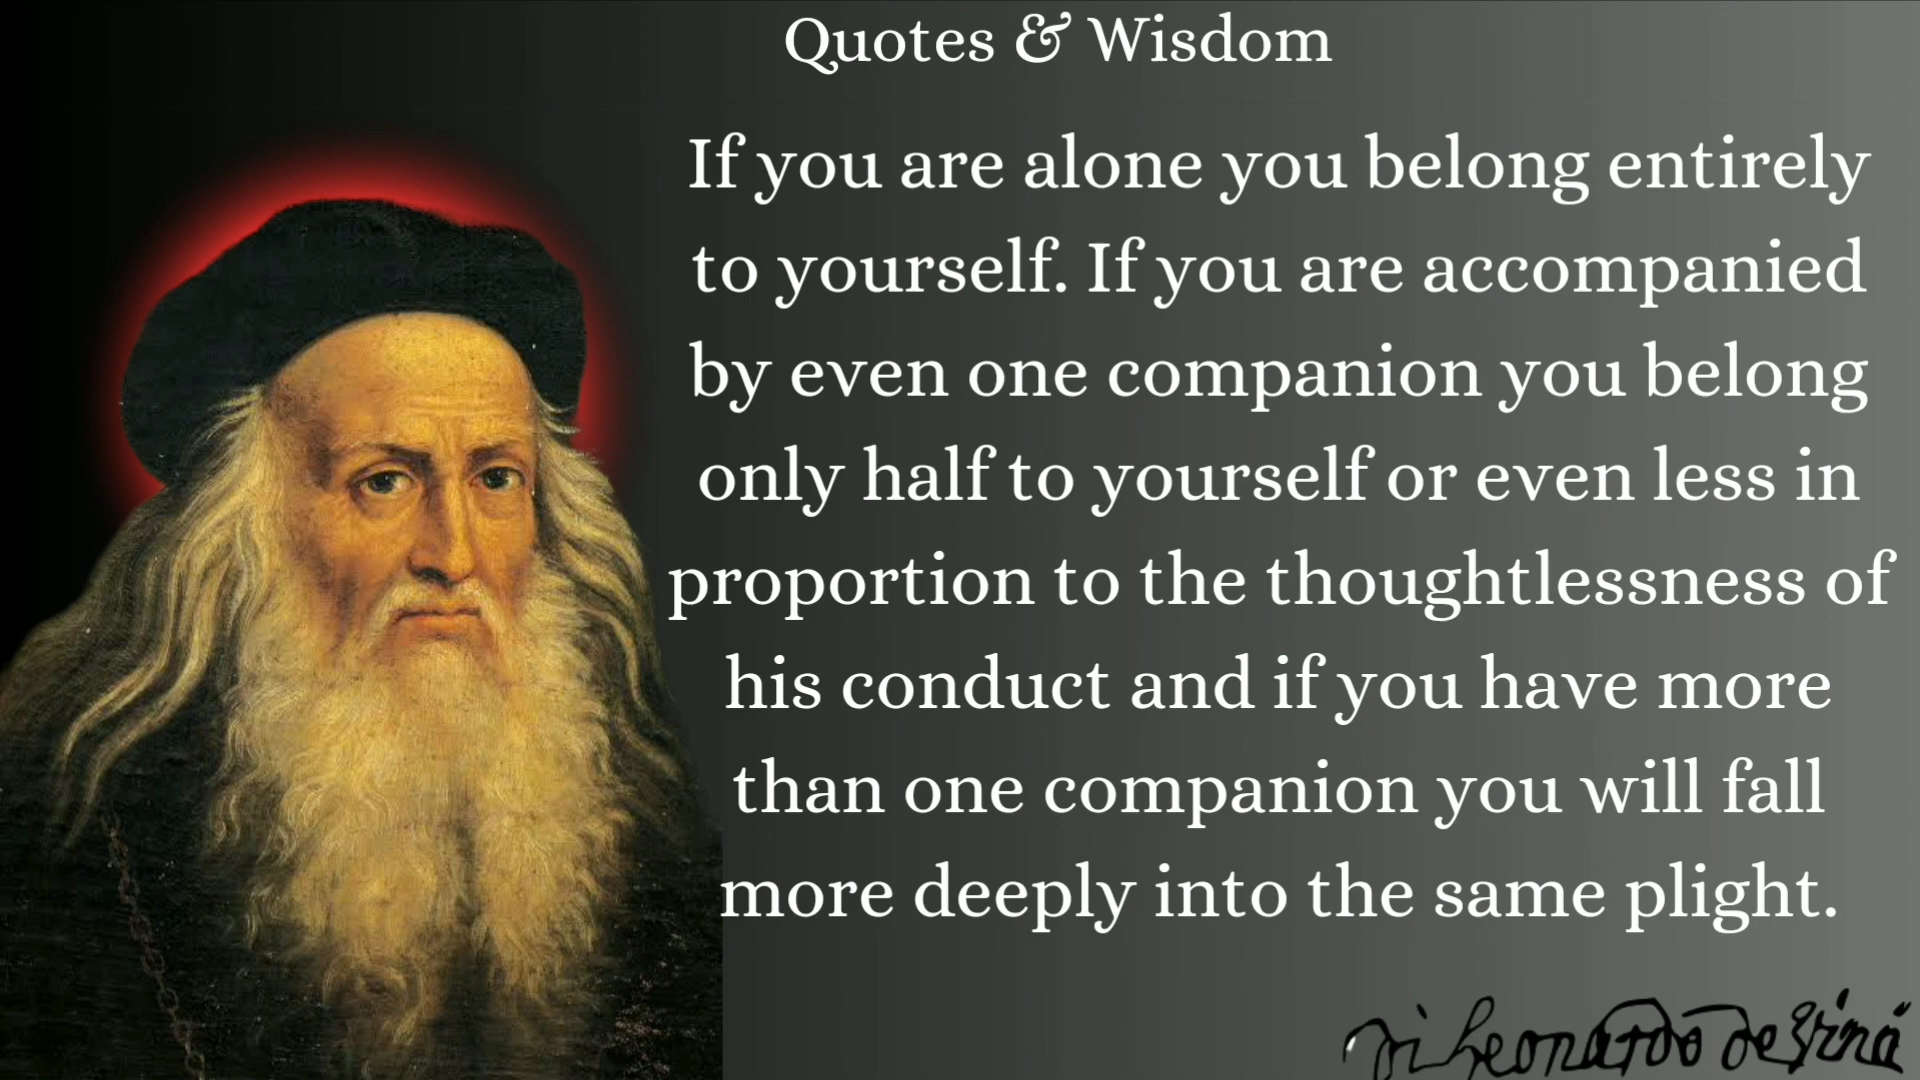 Quotes & Wisdom
If you are alone you belong entirely
to yourself. If you are accompanied
by even one companion you belong
only half to yourself or even less in
proportion to the thoughtlessness of
his conduct and if you have more
than one companion you will fall
more deeply into the same plight.
Leonardo